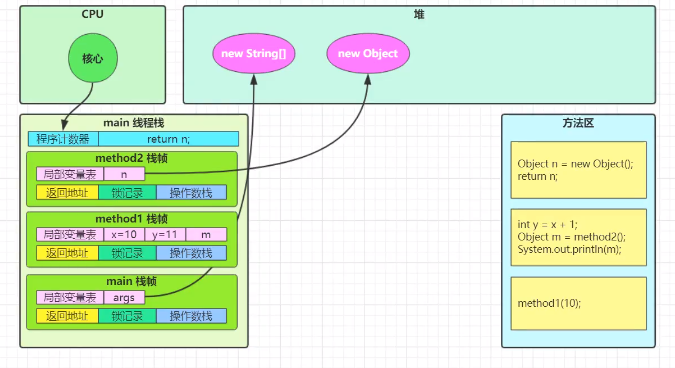 CPU
核心
堆
new String[]
new Object
main 线程栈
程序计数器 return n;
method2 栈帧
局部变量表 n
返回地址 锁记录 操作数栈
method1 栈帧
局部变量表 x=10 y=11 m
返回地址 锁记录 操作数栈
main 栈帧
局部变量表 args
返回地址 锁记录 操作数栈
方法区
Object n = new Object();
return n;
int y = x + 1;
Object m = method2();
System.out.println(m);
method1(10);